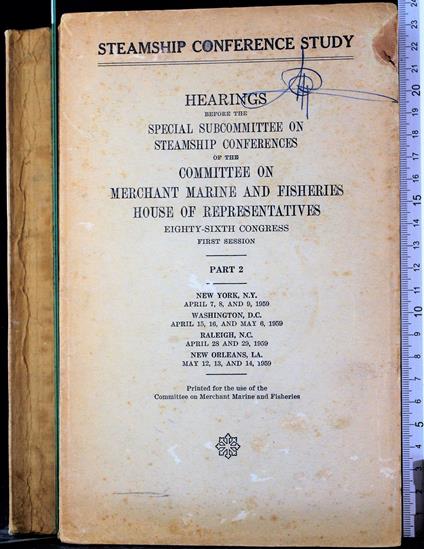 STEAMSHIP CONFERENCE STUDY
HEARINGS
BEFORE THE
SPECIAL SUBCOMMITTEE ON
STEAMSHIP CONFERENCES
OF THE
COMMITTEE ON
MERCHANT MARINE AND FISHERIES
HOUSE OF REPRESENTATIVES
EIGHTY-SIXTH CONGRESS
FIRST SESSION
PART 2
NEW YORK, N.Y.
APRIL 7, 8, AND 9, 1959
WASHINGTON, D.C.
APRIL 15, 16, AND MAY 6, 1959
RALEIGH, N.C.
APRIL 28 AND 29, 1959
NEW ORLEANS, LA.
MAY 12, 13, AND 14, 1959
Printed for the use of the
Committee on Merchant Marine and Fisheries